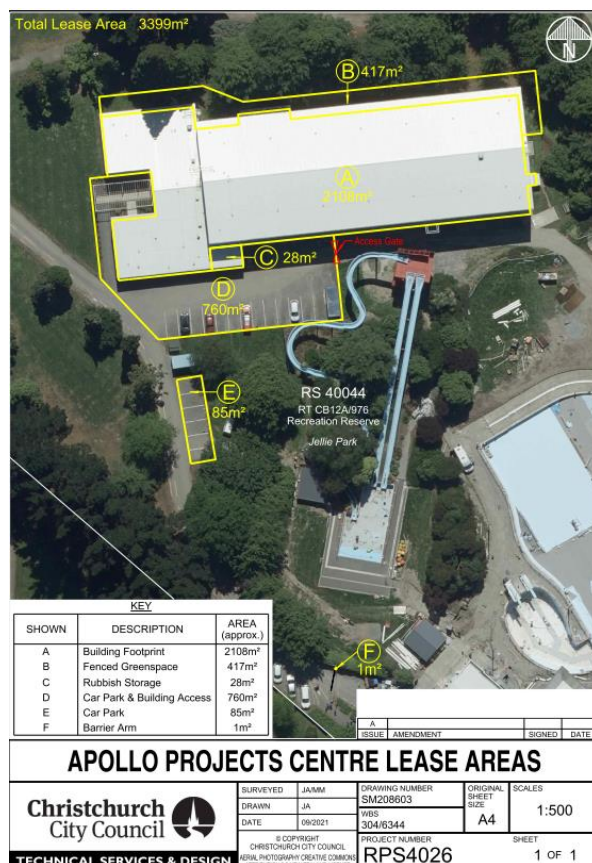 Total Lease Area 3399m²
N
B 417m²
A
2108m²
Access Gate
C 28m²
D
760m²
E
85m²
RS 40044
RT CB12A/976
Recreation Reserve
Jellie Park
F
1m²
KEY
SHOWN DESCRIPTION AREA (approx.)
A Building Footprint 2108m²
B Fenced Greenspace 417m²
C Rubbish Storage 28m²
D Car Park & Building Access 760m²
E Car Park 85m²
F Barrier Arm 1m²
A
ISSUE AMENDMENT SIGNED DATE
APOLLO PROJECTS CENTRE LEASE AREAS
Christchurch
City Council
TECHNICAL SERVICES & DESIGN
SURVEYED JA/MM
DRAWN JA
DATE 09/2021
© COPYRIGHT
CHRISTCHURCH CITY COUNCIL
AERIAL PHOTOGRAPHY CREATIVE COMMONS
DRAWING NUMBER
SM208603
WBS
304/6344
ORIGINAL
SHEET
SIZE
A4
SCALES
1:500
PROJECT NUMBER
RPS4026
SHEET
1 OF 1